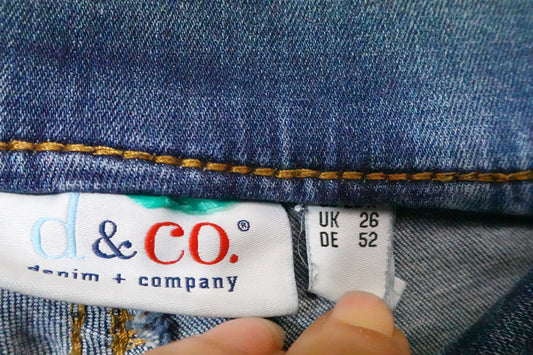 d&co.®
denim + company
UK 26
DE 52